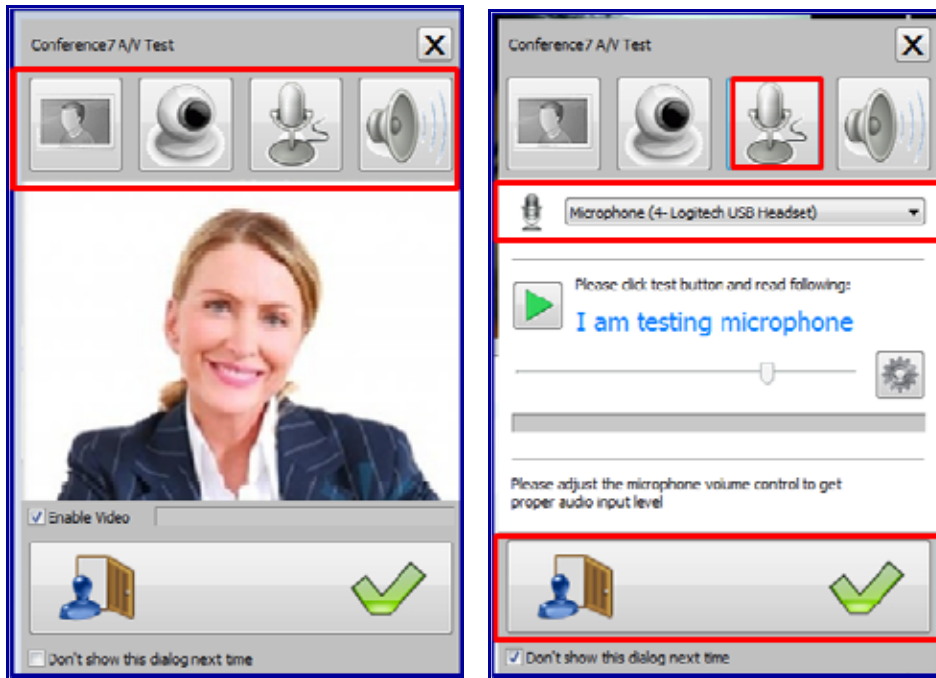 Conference7 A/V Test
X
Enable Video
Don't show this dialog next time
Conference7 A/V Test
X
Microphone (4- Logitech USB Headset)
Please click test button and read following:
I am testing microphone
Please adjust the microphone volume control to get
proper audio input level
Don't show this dialog next time